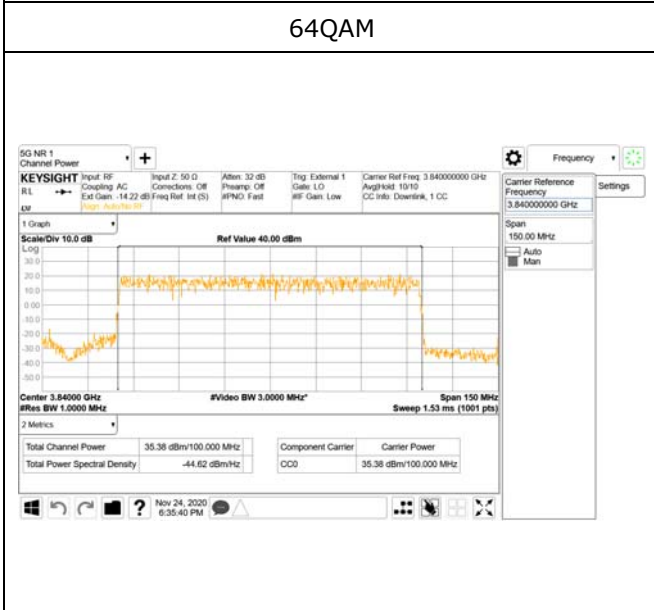 64QAM
5G NR 1
Channel Power
Frequency
KEYSIGHT Input: RF Input Z: 50 Ω Atten: 32 dB Trig: External 1 Carrier Ref Freq: 3.840000000 GHz
RL Coupling: AC Corrections: Off Preamp: Off Gate: LO Avg|Hold: 10/10
Ext Gain: -14.22 dB Freq Ref: Int (S) #PNO: Fast #IF Gain: Low CC Info: Downlink, 1 CC
Align: Auto/No RF
1 Graph
Scale/Div 10.0 dB Ref Value 40.00 dBm
Log
30.0
20.0
10.0
0.00
-10.0
-20.0
-30.0
-40.0
-50.0
Center 3.84000 GHz #Video BW 3.0000 MHz* Span 150 MHz
#Res BW 1.0000 MHz Sweep 1.53 ms (1001 pts)
2 Metrics
Total Channel Power 35.38 dBm/100.000 MHz Component Carrier Carrier Power
Total Power Spectral Density -44.62 dBm/Hz CC0 35.38 dBm/100.000 MHz
Nov 24, 2020
6:35:40 PM
Carrier Reference
Frequency
3.840000000 GHz
Settings
Span
150.00 MHz
Auto
Man